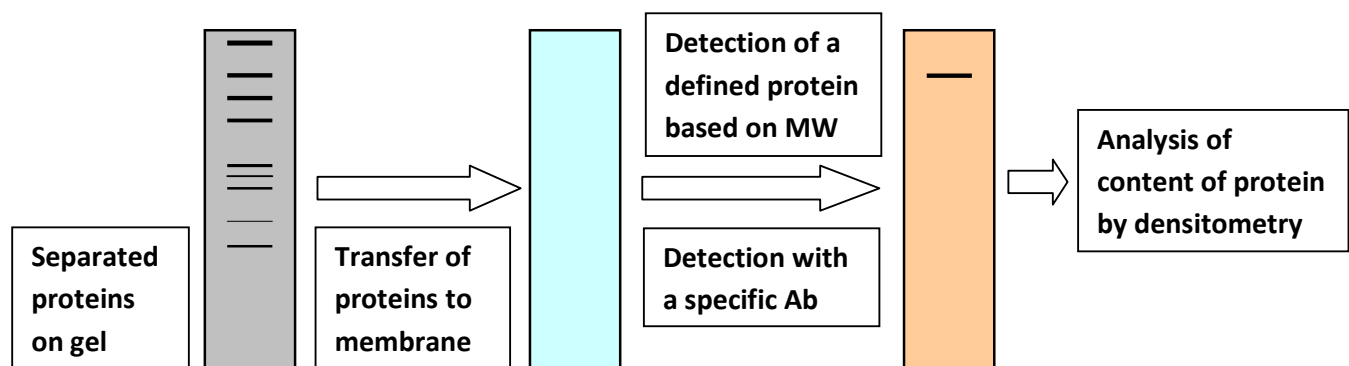 Separated
proteins
on gel
Transfer of
proteins to
membrane
Detection of a
defined protein
based on MW
Detection with
a specific Ab
Analysis of
content of protein
by densitometry